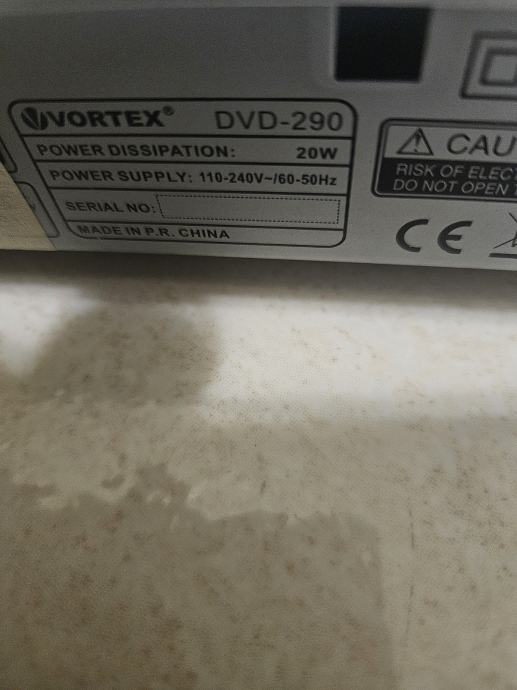 VORTEX® DVD-290
POWER DISSIPATION: 20W
POWER SUPPLY: 110-240V~/60-50Hz
SERIAL NO:
MADE IN P.R. CHINA
CAU
RISK OF ELEC
DO NOT OPEN
CE